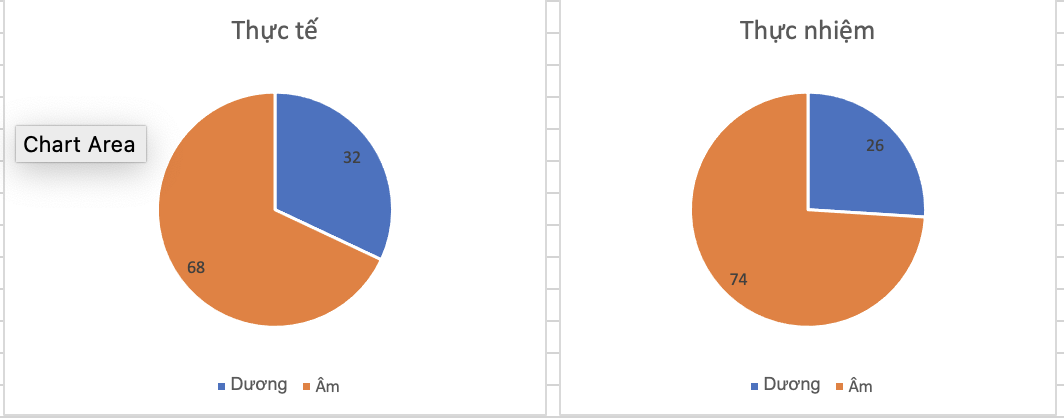 Thực tế
Chart Area
32
68
Dương
Âm
Thực nhiệm
26
74
Dương
Âm